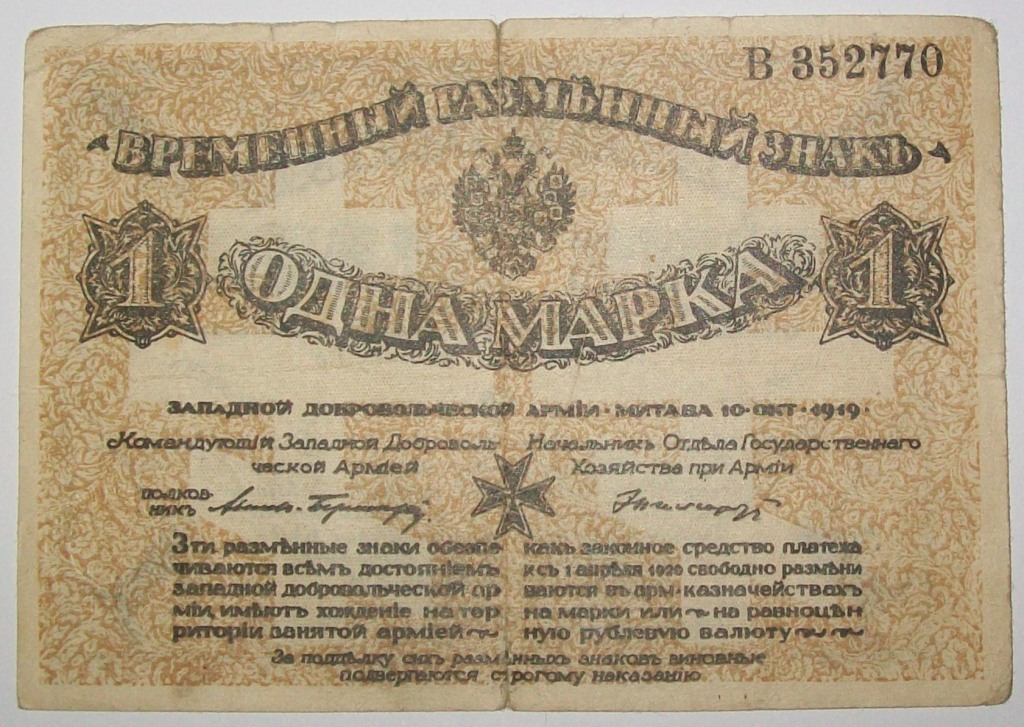 В 352770
ВРЕМЕННЫЙ РАЗМѢННЫЙ ЗНАКЪ
1 ОДНА МАРКА 1
ЗАПАДНОЙ ДОБРОВОЛЬЧЕСКОЙ АРМІИ · МИТАВА 10 · ОКТ · 1919 ·
Командующій Западной Доброволь
ческой Арміей
Начальникъ Отдѣла Государственнаго
Хозяйства при Арміи
ПОЛКОВ-
НИКЪ
Эти размѣнные знаки обезпе
чиваются всѣмъ достояніемъ
западной добровольческой ар
міи, имѣютъ хожденіе на тер
риторіи занятой арміей
какъ законное средство платежа
и съ 1 апрѣля 1920 свободно размѣни
ваются въ арм. казначействахъ
на марки или на равноцѣн
ную рублевую валюту
За поддѣлку сихъ размѣнныхъ знаковъ виновные
подвергаются строгому наказанію